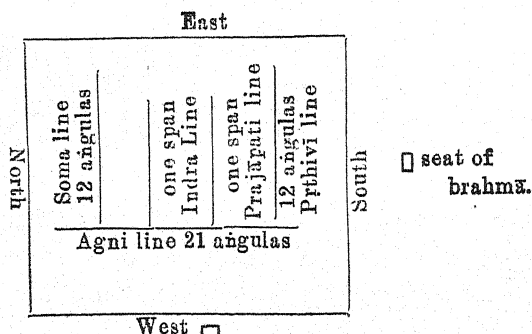 East
North
Soma line
12 aṅgulas
one span
Indra Line
one span
Prajāpati line
12 aṅgulas
Pṛthivī line
South
seat of
brahmā.
Agni line 21 aṅgulas
West